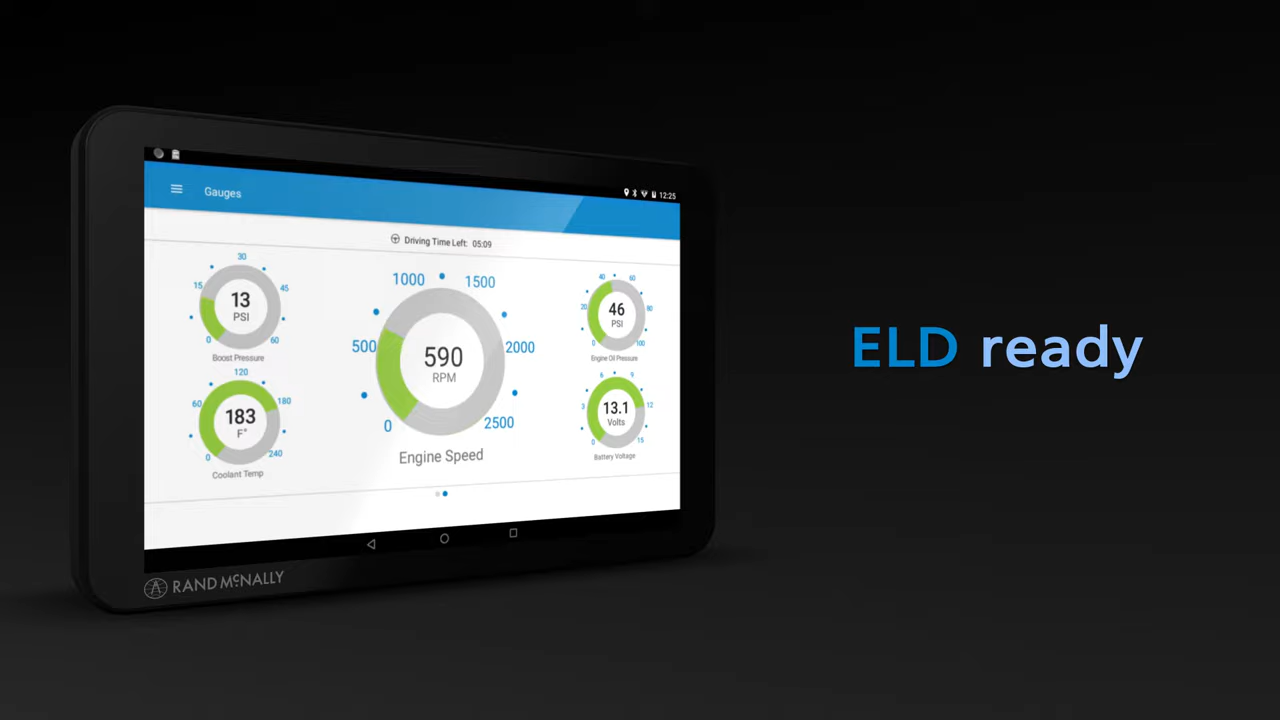 12:25
Gauges
Driving Time Left: 05:09
0
15
30
45
60
13
PSI
Boost Pressure
0
60
120
180
240
183
F°
Coolant Temp
0
500
1000
1500
2000
2500
590
RPM
Engine Speed
0
20
40
60
80
100
46
PSI
Engine Oil Pressure
0
3
6
9
12
15
13.1
Volts
Battery Voltage
RAND McNALLY
ELD ready